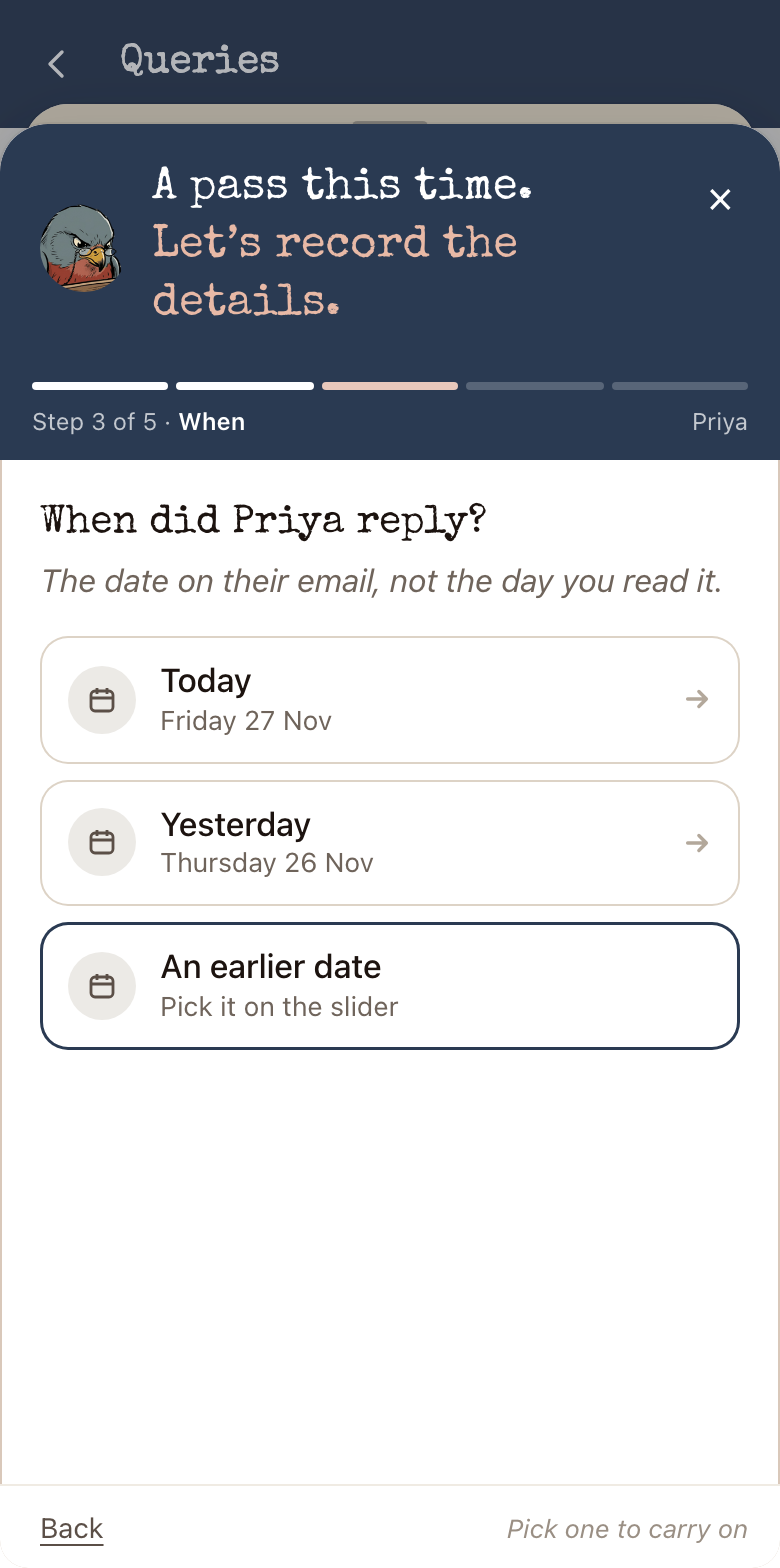 Queries
A pass this time.
Let’s record the
details.
Step 3 of 5 · When
Priya
When did Priya reply?
The date on their email, not the day you read it.
Today
Friday 27 Nov
Yesterday
Thursday 26 Nov
An earlier date
Pick it on the slider
Back
Pick one to carry on